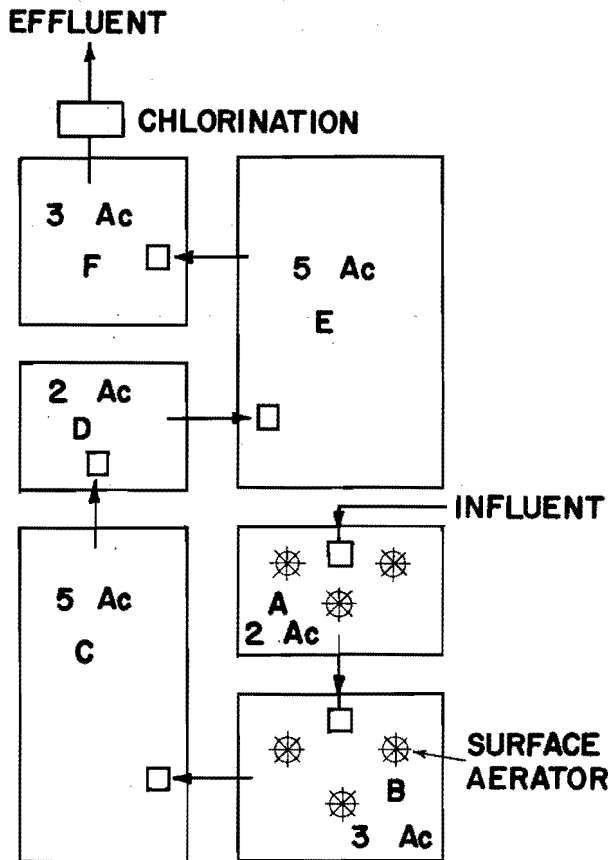 EFFLUENT
CHLORINATION
3 Ac
F
5 Ac
E
2 Ac
D
INFLUENT
A
2 Ac
5 Ac
C
SURFACE
AERATOR
B
3 Ac